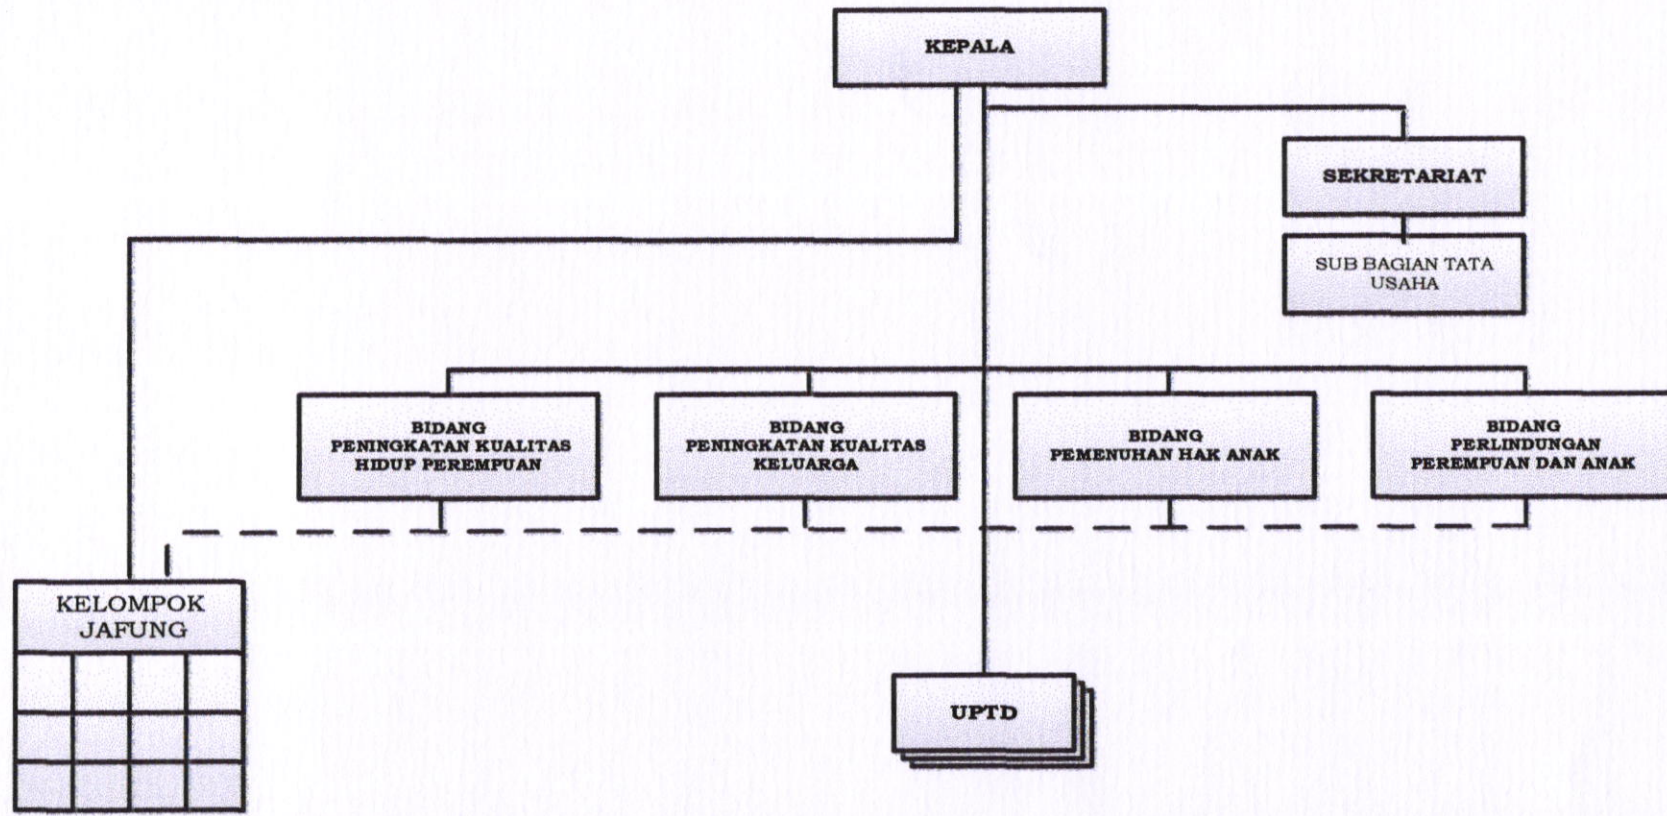 KEPALA
SEKRETARIAT
SUB BAGIAN TATA
USAHA
BIDANG
PENINGKATAN KUALITAS
HIDUP PEREMPUAN
BIDANG
PENINGKATAN KUALITAS
KELUARGA
BIDANG
PEMENUHAN HAK ANAK
BIDANG
PERLINDUNGAN
PEREMPUAN DAN ANAK
KELOMPOK
JAFUNG
UPTD